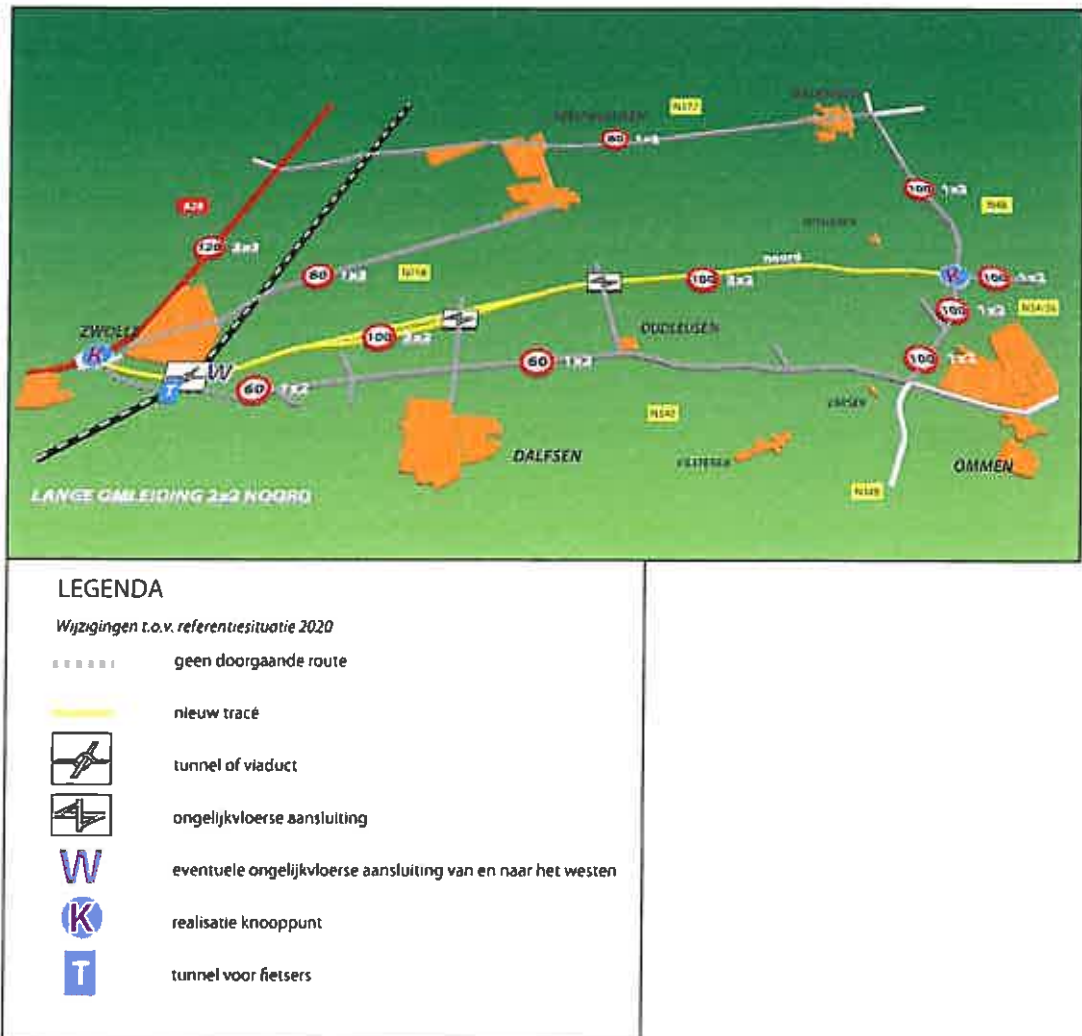 N377
80 1x2
A28
100 1x2
N48
120 2x2
noord
80 1x2
100 2x2
K
100
ZWOLLE
OUDLEUSEN
100 1x2
N34/36
100 2x2
K
W
60 1x2
100 1x2
T
60 1x2
DALFSEN
OMMEN
LANGE OMLEIDING 2x2 NOORD
LEGENDA
Wijzigingen t.o.v. referentiesituatie 2020
geen doorgaande route
nieuw tracé
tunnel of viaduct
ongelijkvloerse aansluiting
W eventuele ongelijkvloerse aansluiting van en naar het westen
K realisatie knooppunt
T tunnel voor fietsers